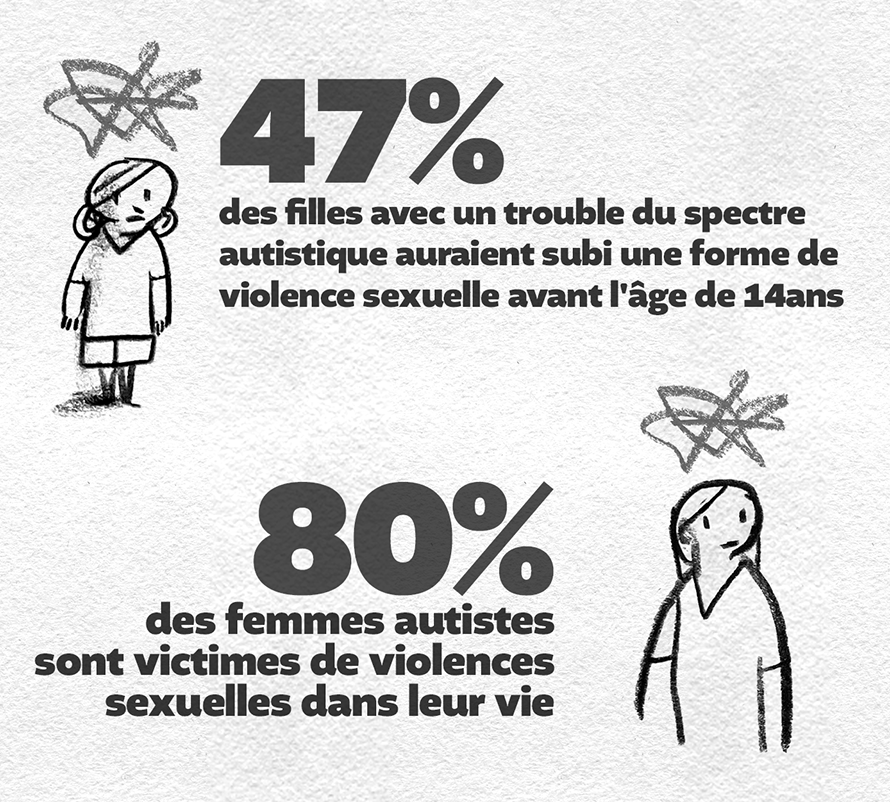 47%
des filles avec un trouble du spectre
autistique auraient subi une forme de
violence sexuelle avant l'âge de 14ans
80%
des femmes autistes
sont victimes de violences
sexuelles dans leur vie